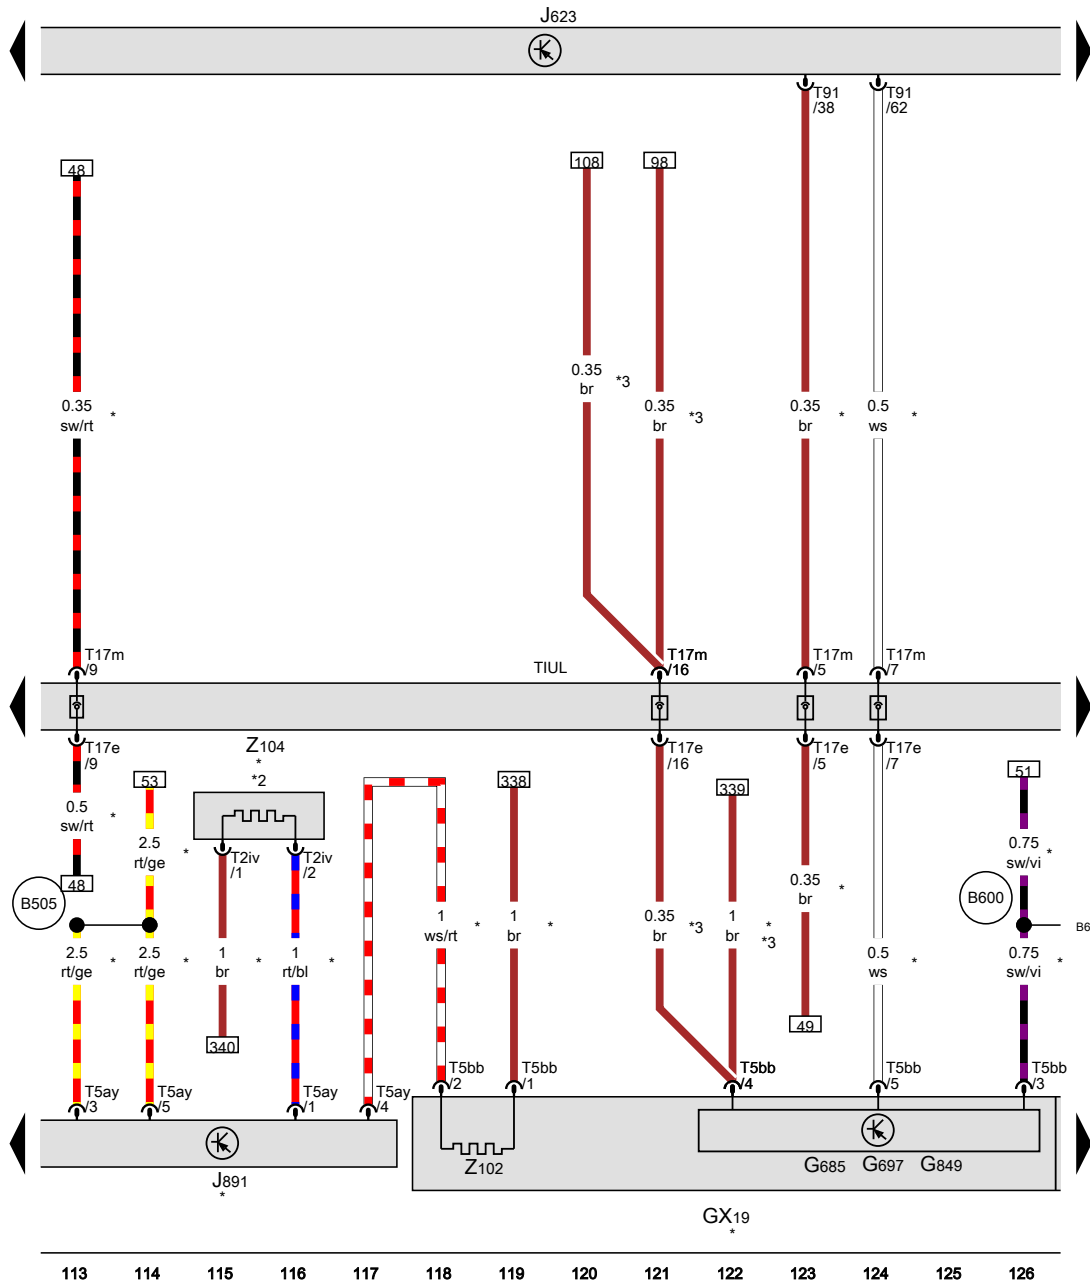 J623
T91
/38
T91
/62
48
108
98
0.35
sw/rt
*
0.35
br
*3
0.35
br
*3
0.35
br
*
0.5
ws
*
T17m
/9
TIUL
T17m
/16
T17m
/5
T17m
/7
T17e
/9
T17e
/16
T17e
/5
T17e
/7
Z104
*
*2
53
338
339
51
0.5
sw/rt
*
2.5
rt/ge
*
0.75
sw/vi
*
T2iv
/1
T2iv
/2
48
B505
0.35
br
*
B600
B6
2.5
rt/ge
*
2.5
rt/ge
*
1
br
*
1
rt/bl
*
1
ws/rt
*
1
br
*
0.35
br
*3
1
br
*
*3
0.5
ws
*
0.75
sw/vi
*
340
49
T5ay
/3
T5ay
/5
T5ay
/1
T5ay
/4
T5bb
/2
T5bb
/1
T5bb
/4
T5bb
/5
T5bb
/3
J891
*
Z102
G685 G697 G849
GX19
*
113 114 115 116 117 118 119 120 121 122 123 124 125 126